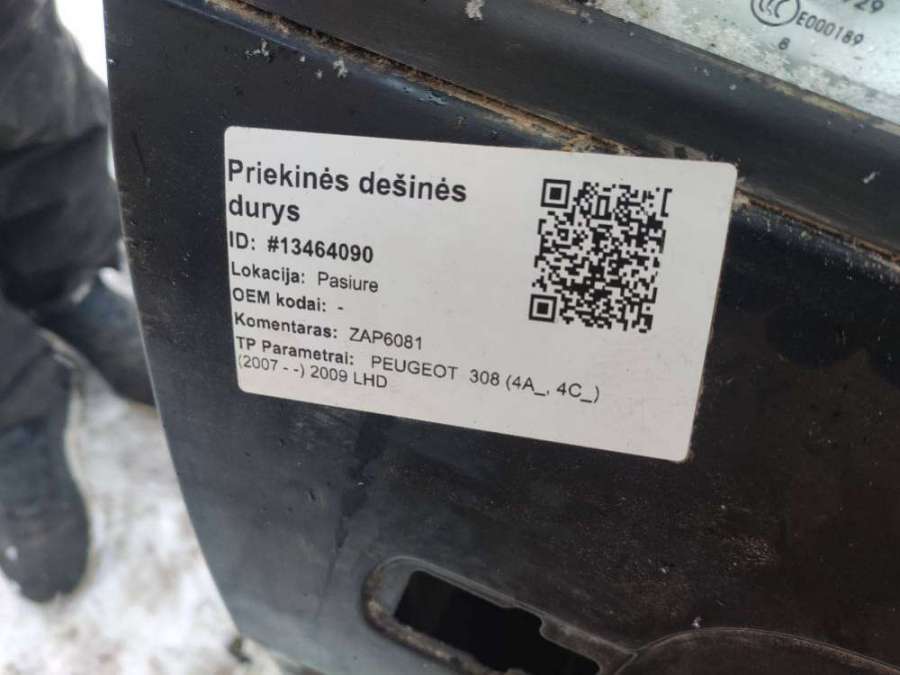 E000189
8
Priekinės dešinės
durys
ID: #13464090
Lokacija: Pasiure
OEM kodai: -
Komentaras: ZAP6081
TP Parametrai: PEUGEOT 308 (4A_, 4C_)
(2007 - -) 2009 LHD